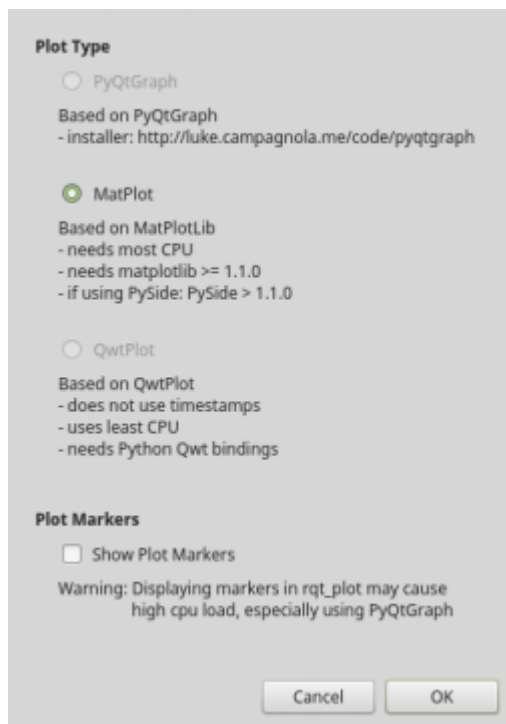 Plot Type
PyQtGraph
Based on PyQtGraph
- installer: http://luke.campagnola.me/code/pyqtgraph
MatPlot
Based on MatPlotLib
- needs most CPU
- needs matplotlib >= 1.1.0
- if using PySide: PySide > 1.1.0
QwtPlot
Based on QwtPlot
- does not use timestamps
- uses least CPU
- needs Python Qwt bindings
Plot Markers
Show Plot Markers
Warning: Displaying markers in rqt_plot may cause
high cpu load, especially using PyQtGraph
Cancel OK